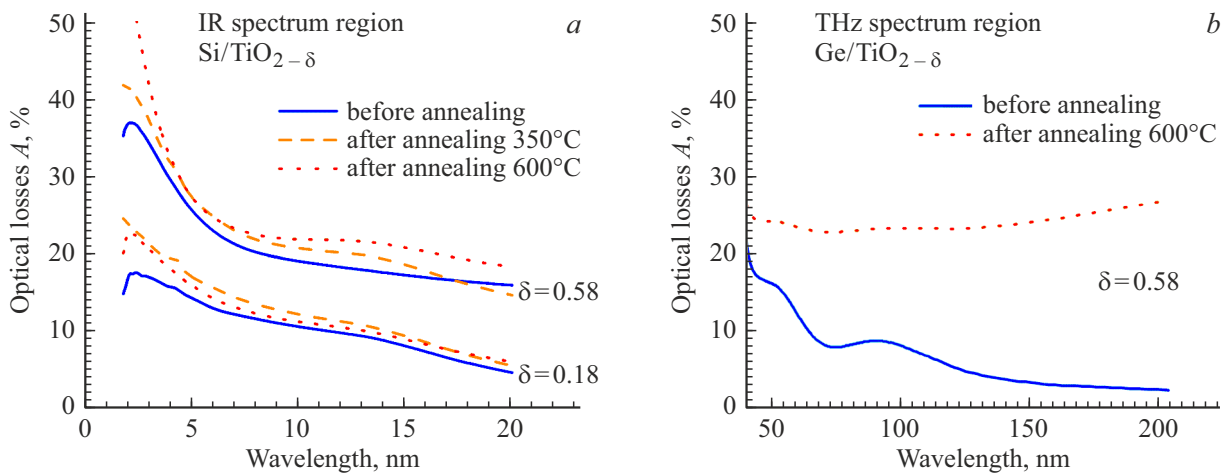 IR spectrum region
Si/TiO₂ ₋ δ
a
before annealing
after annealing 350°C
after annealing 600°C
δ = 0.58
δ = 0.18
Optical losses A, %
50
40
30
20
10
0
0 5 10 15 20
Wavelength, nm
THz spectrum region
Ge/TiO₂ ₋ δ
b
before annealing
after annealing 600°C
δ = 0.58
Optical losses A, %
50
40
30
20
10
0
50 100 150 200
Wavelength, nm